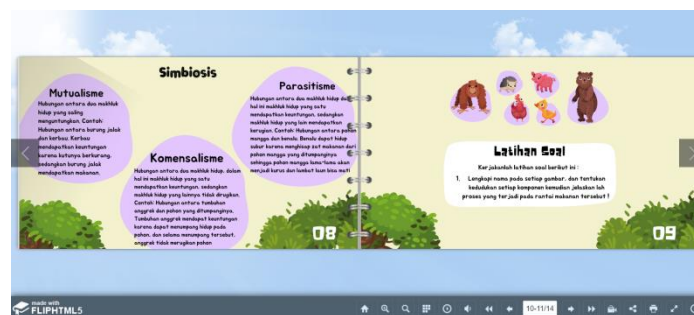 Simbiosis
Mutualisme
Hubungan antara dua makhluk
hidup yang saling
menguntungkan. Contoh:
Hubungan antara burung jalak
dan kerbau. Kerbau
mendapatkan keuntungan
karena kutunya berkurang,
sedangkan burung jalak
mendapatkan makanan.
Komensalisme
Hubungan antara dua makhluk hidup, dalam
hal ini makhluk hidup yang satu
mendapatkan keuntungan, sedangkan
makhluk hidup yang lainnya tidak dirugikan.
Contoh: Hubungan antara tumbuhan
anggrek dan pohon yang ditumpanginya.
Tumbuhan anggrek mendapat keuntungan
karena dapat menumpang hidup pada
pohon, dan selama menumpang tersebut,
anggrek tidak merugikan pohon
Parasitisme
Hubungan antara dua makhluk hidup
hal ini makhluk hidup yang satu
mendapatkan keuntungan, sedangkan
makhluk hidup yang lain mendapatkan
kerugian. Contoh: Hubungan antara pohon
mangga dan benalu. Benalu dapat hidup
subur karena menghisap zat makanan dari
pohon mangga yang ditumpanginya
sehingga pohon mangga lama-lama akan
menjadi kurus dan lambat laun bisa mati
08
Latihan Soal
Kerjakanlah latihan soal berikut ini :
1. Lengkapi nama pada setiap gambar, dan tentukan
kedudukan setiap komponen kemudian jelaskan lah
proses yang terjadi pada rantai makanan tersebut !
09
made with
FLIPHTML5
10-11/14